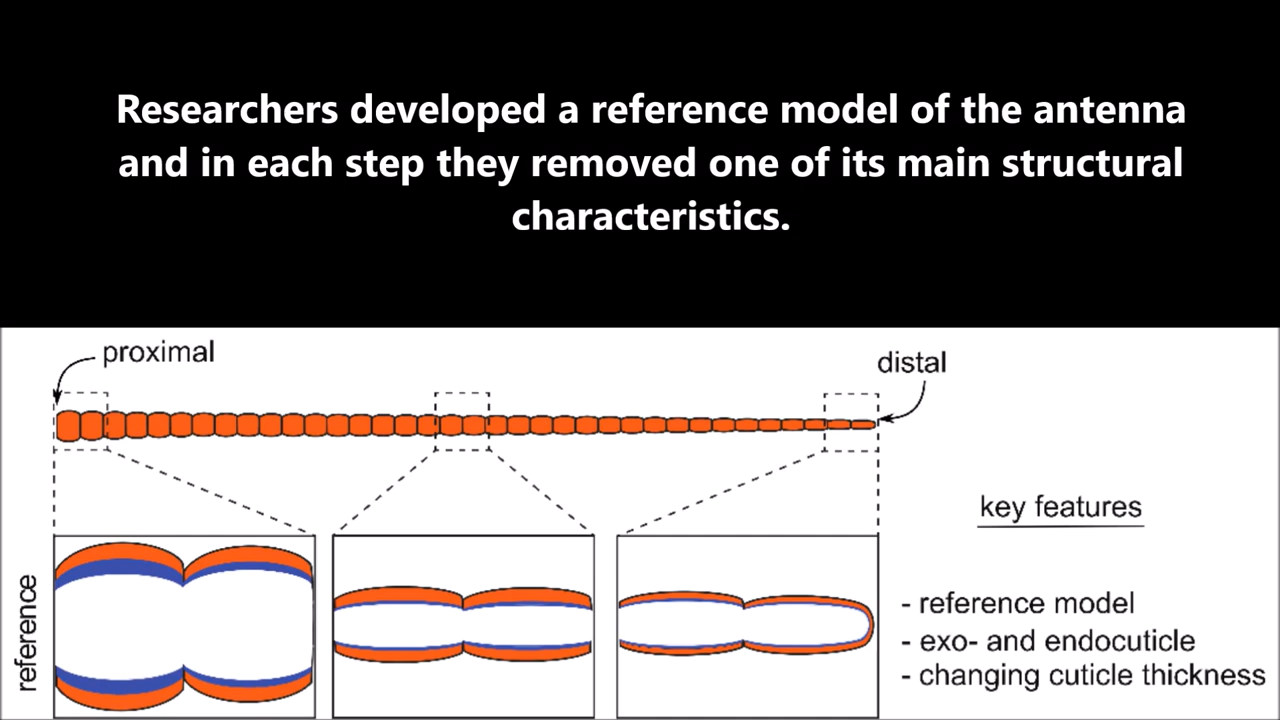 Researchers developed a reference model of the antenna
and in each step they removed one of its main structural
characteristics.
proximal
distal
key features
reference
- reference model
- exo- and endocuticle
- changing cuticle thickness